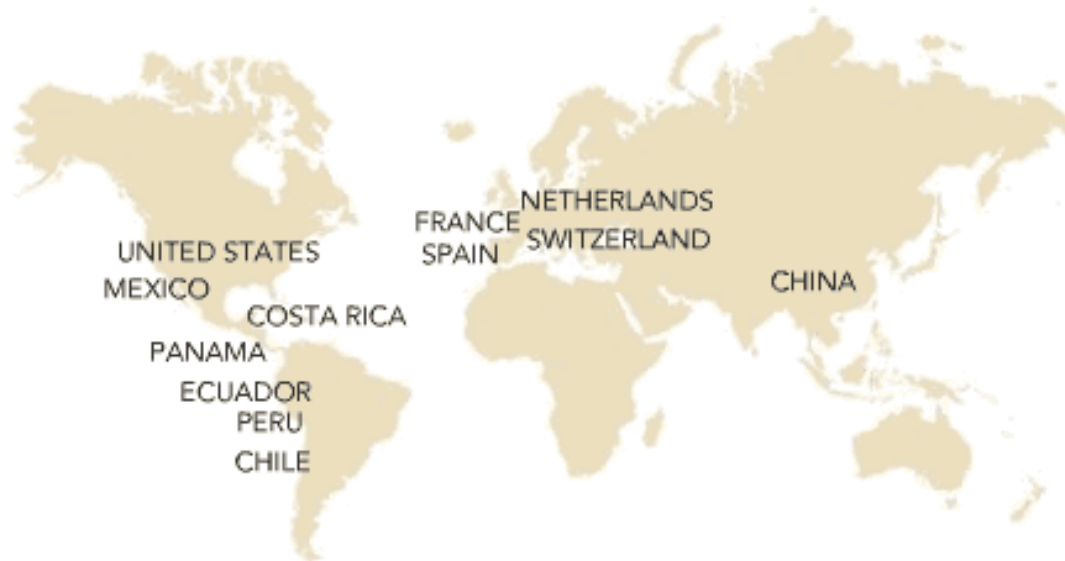 NETHERLANDS
FRANCE
SWITZERLAND
UNITED STATES
SPAIN
CHINA
MEXICO
COSTA RICA
PANAMA
ECUADOR
PERU
CHILE